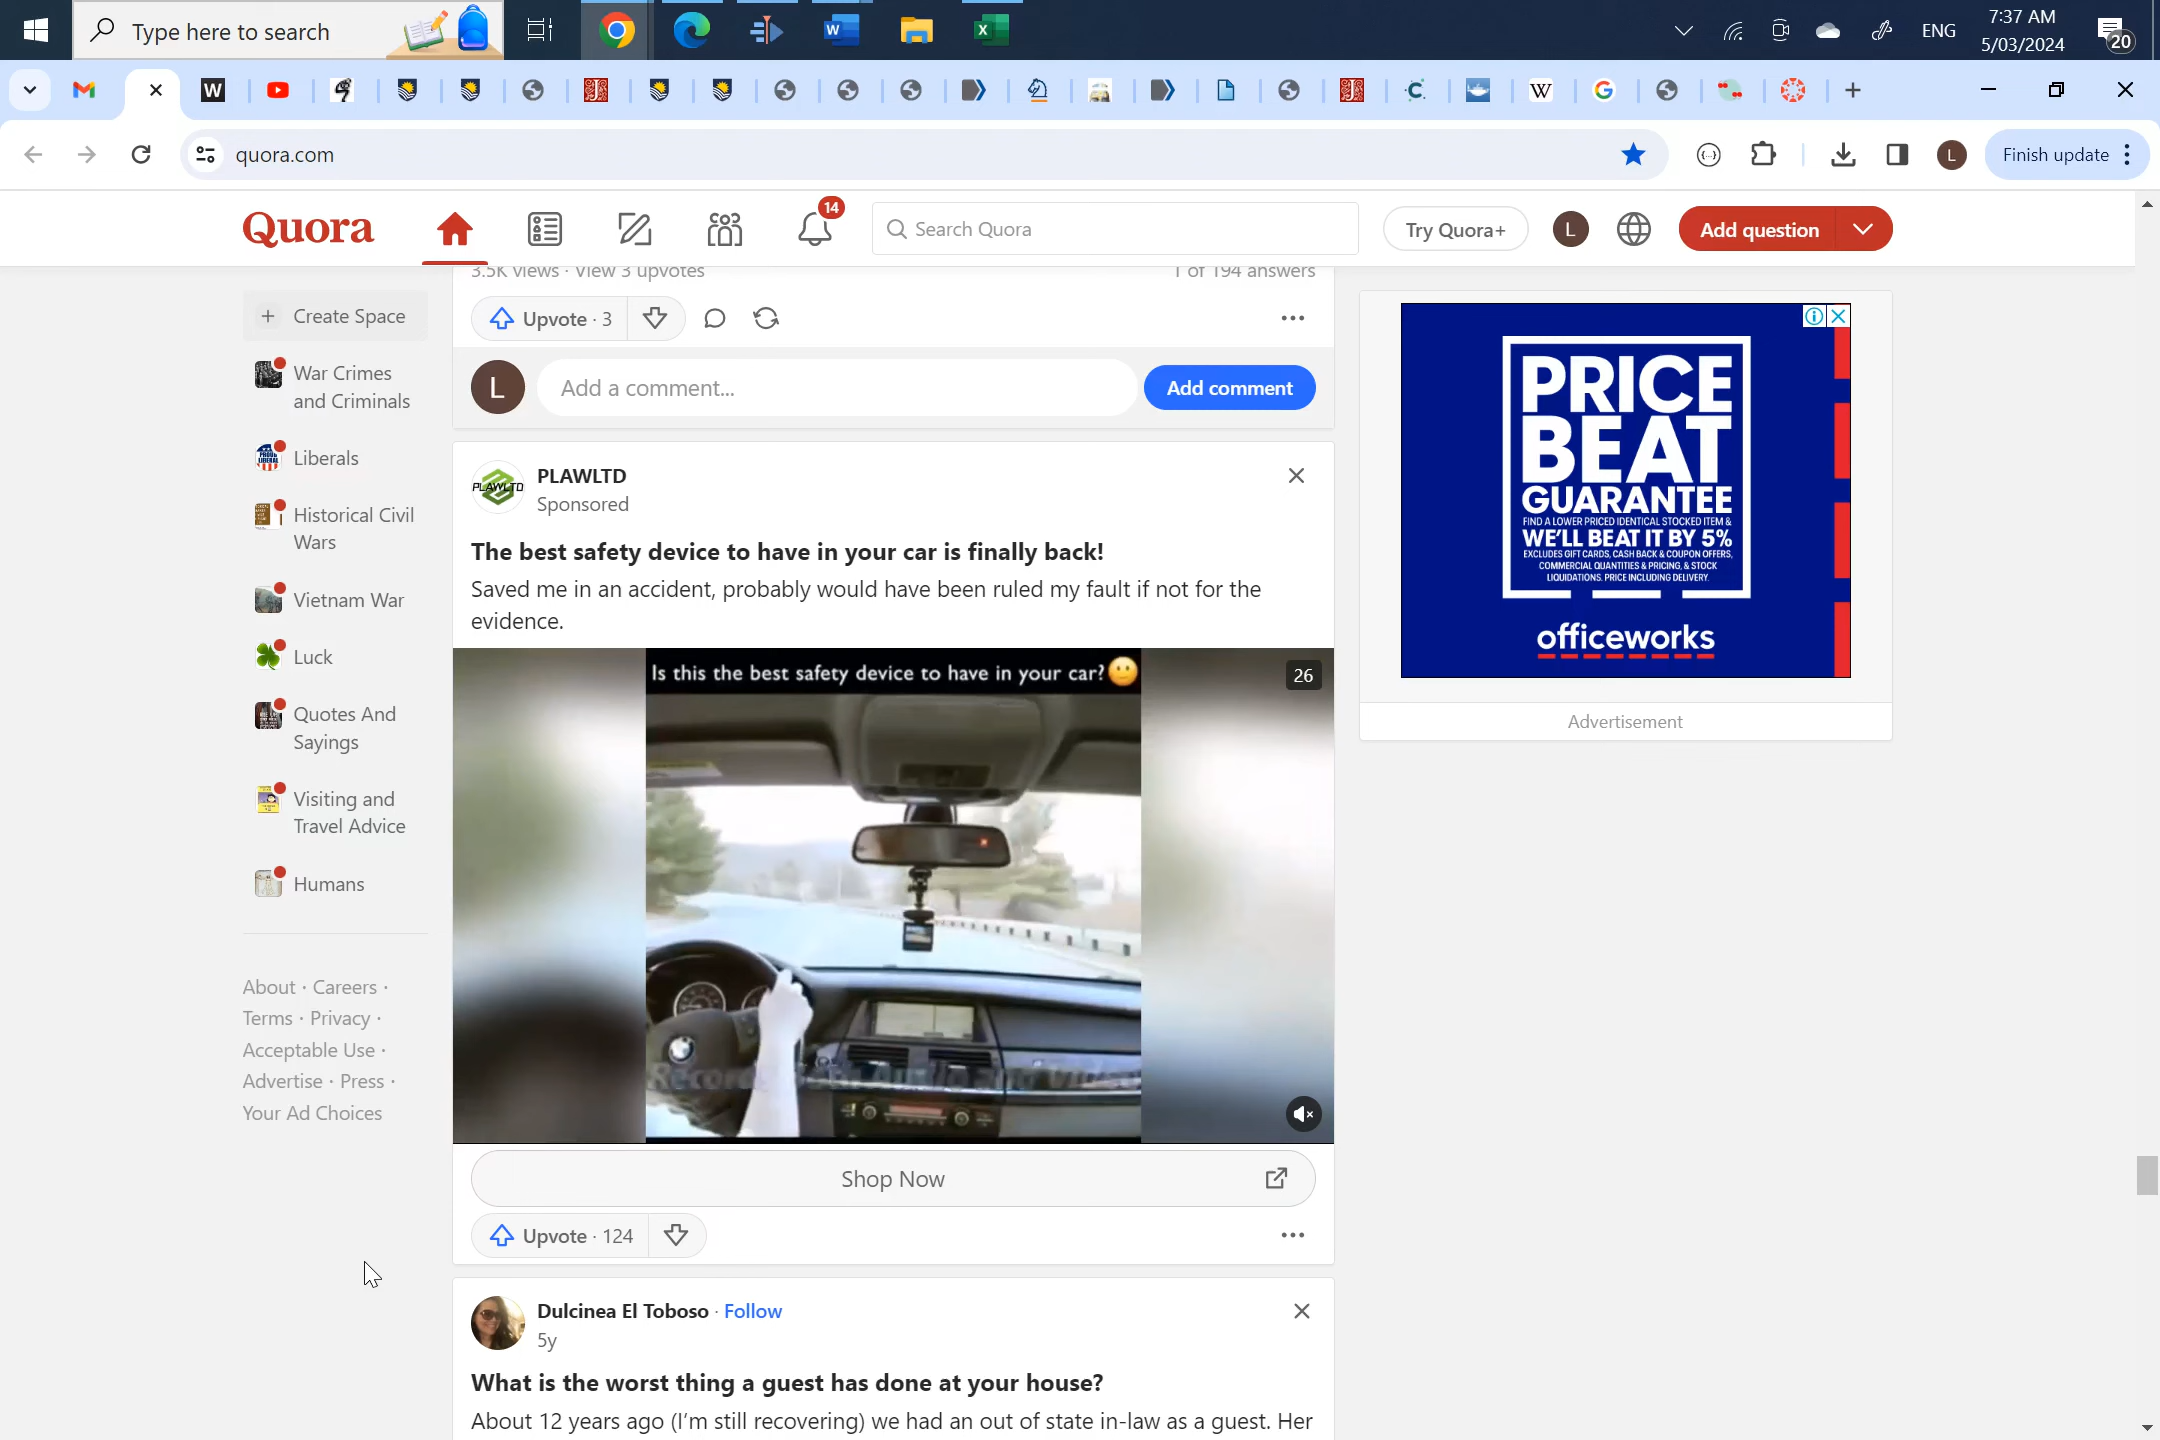 Type here to search
ENG
7:37 AM
5/03/2024
20
quora.com
L
Finish update
Quora
14
Search Quora
Try Quora+
L
Add question
3.5K views · View 3 upvotes
1 of 194 answers
Create Space
War Crimes
and Criminals
Liberals
Historical Civil
Wars
Vietnam War
Luck
Quotes And
Sayings
Visiting and
Travel Advice
Humans
About · Careers ·
Terms · Privacy ·
Acceptable Use ·
Advertise · Press ·
Your Ad Choices
Upvote · 3
L
Add a comment...
Add comment
PLAWLTD
PLAWLTD
Sponsored
The best safety device to have in your car is finally back!
Saved me in an accident, probably would have been ruled my fault if not for the
evidence.
Is this the best safety device to have in your car?🙂
26
Shop Now
Upvote · 124
Dulcinea El Toboso · Follow
5y
What is the worst thing a guest has done at your house?
About 12 years ago (I'm still recovering) we had an out of state in-law as a guest. Her
PRICE
BEAT
GUARANTEE
FIND A LOWER PRICED IDENTICAL STOCKED ITEM &
WE'LL BEAT IT BY 5%
EXCLUDES GIFT CARDS, CASH BACK & COUPON OFFERS,
COMMERCIAL QUANTITIES & PRICING, & STOCK
LIQUIDATIONS. PRICE INCLUDING DELIVERY.
officeworks
Advertisement